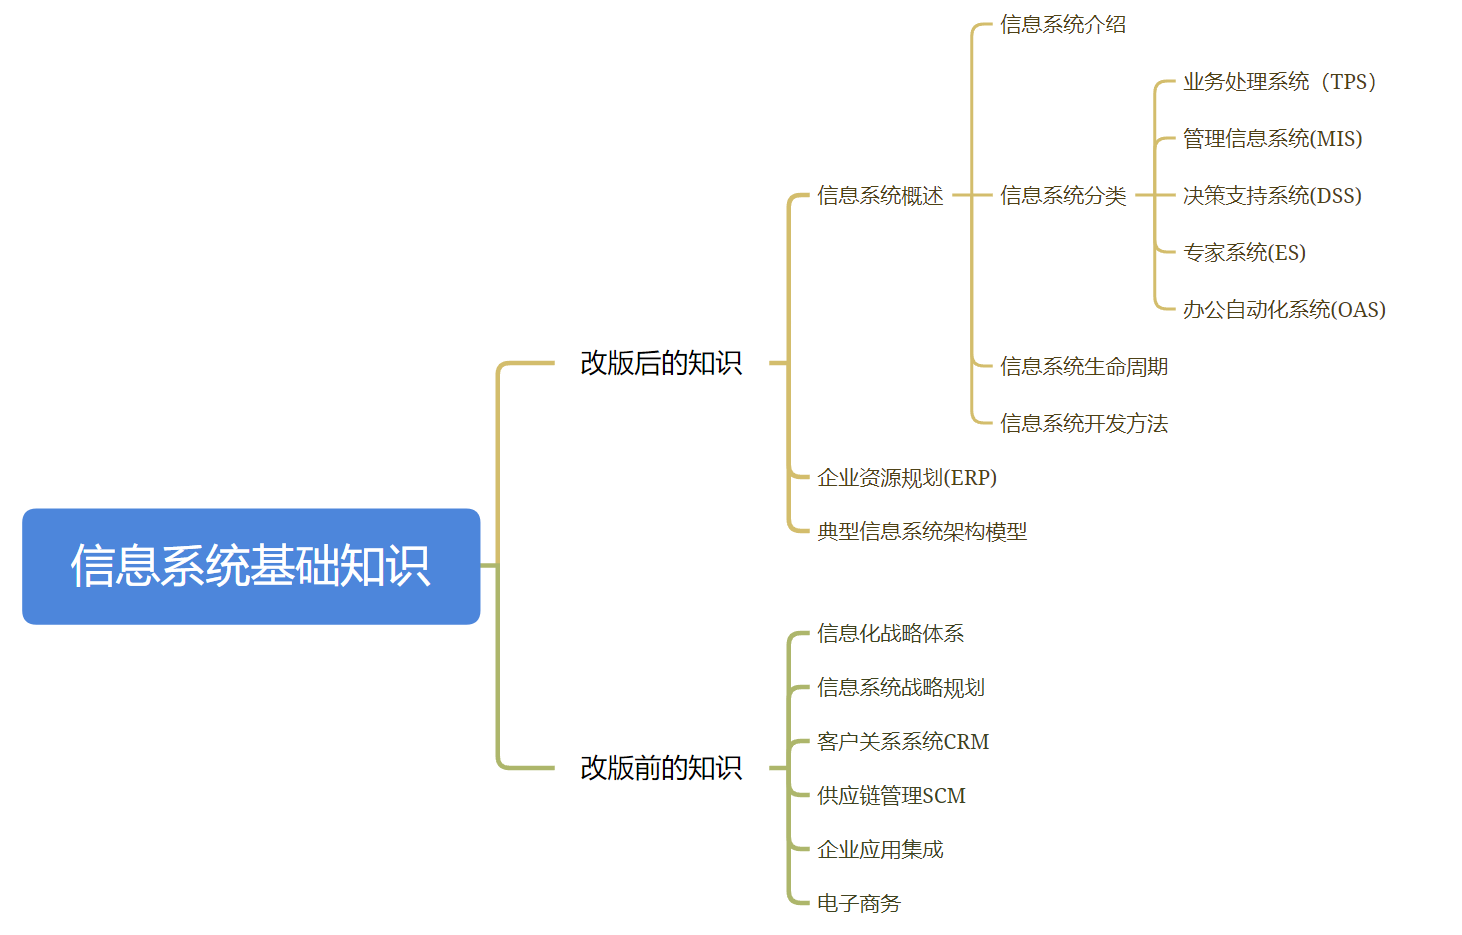 信息系统基础知识
改版后的知识
信息系统概述
信息系统介绍
信息系统分类
业务处理系统（TPS）
管理信息系统(MIS)
决策支持系统(DSS)
专家系统(ES)
办公自动化系统(OAS)
信息系统生命周期
信息系统开发方法
企业资源规划(ERP)
典型信息系统架构模型
改版前的知识
信息化战略体系
信息系统战略规划
客户关系系统CRM
供应链管理SCM
企业应用集成
电子商务